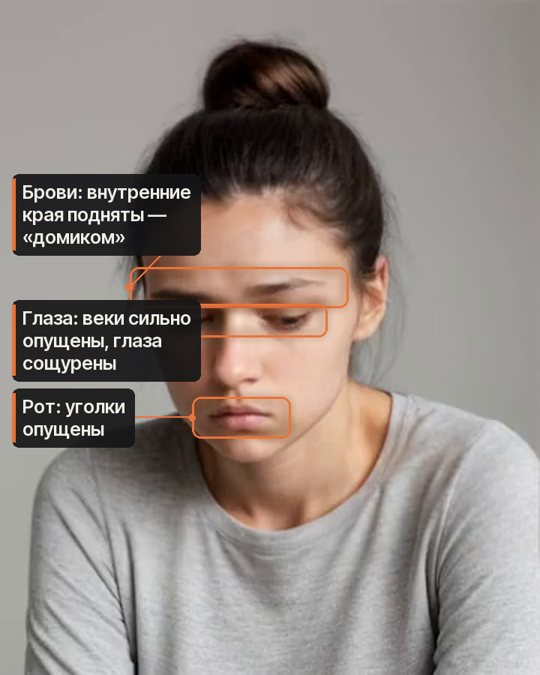 Брови: внутренние
края подняты —
«домиком»
Глаза: веки сильно
опущены, глаза
сощурены
Рот: уголки
опущены